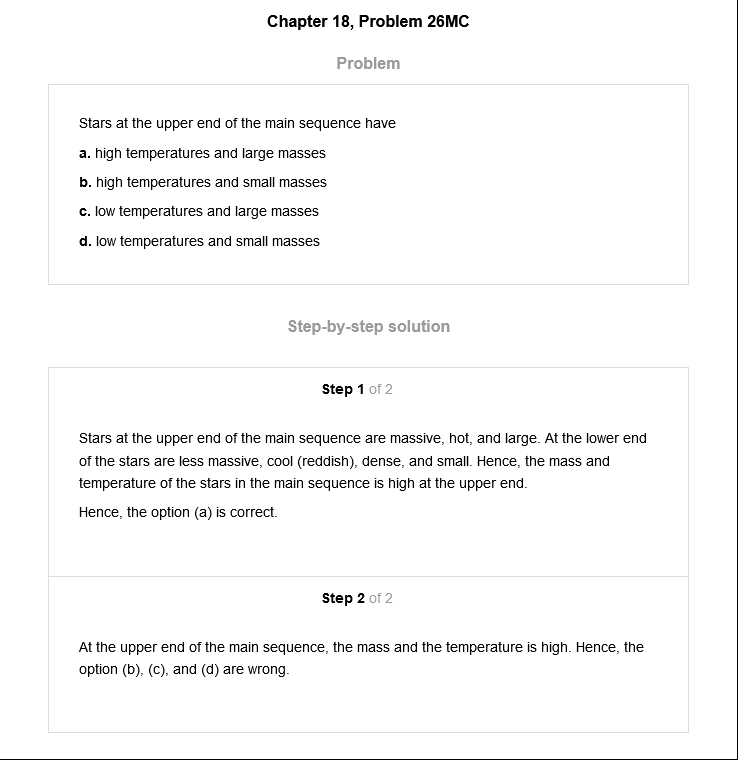 Chapter 18, Problem 26MC
Problem
Stars at the upper end of the main sequence have
a. high temperatures and large masses
b. high temperatures and small masses
c. low temperatures and large masses
d. low temperatures and small masses
Step-by-step solution
Step 1 of 2
Stars at the upper end of the main sequence are massive, hot, and large. At the lower end
of the stars are less massive, cool (reddish), dense, and small. Hence, the mass and
temperature of the stars in the main sequence is high at the upper end.
Hence, the option (a) is correct.
Step 2 of 2
At the upper end of the main sequence, the mass and the temperature is high. Hence, the
option (b), (c), and (d) are wrong.